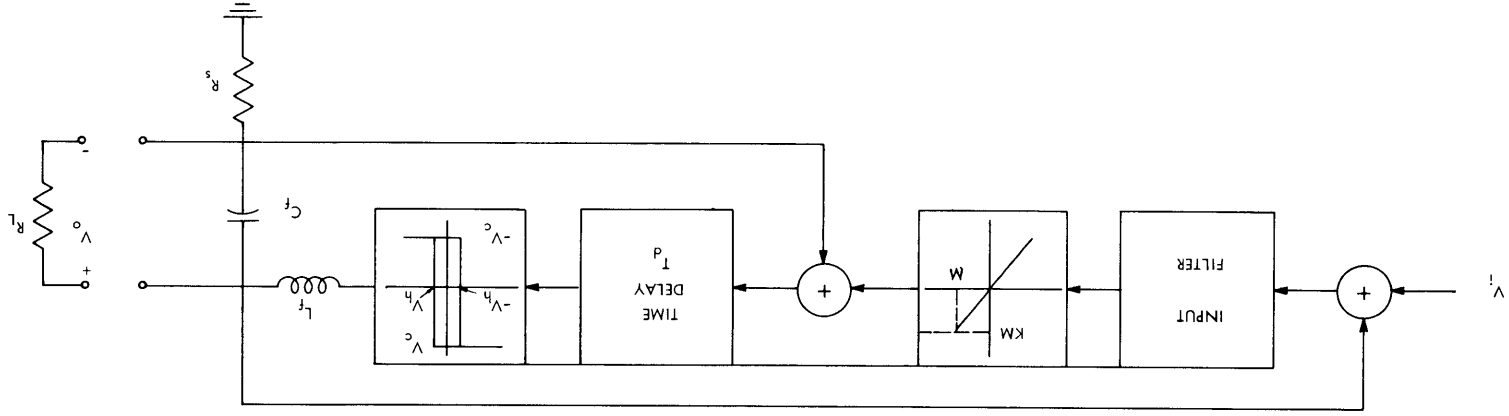 V_i
+
INPUT
FILTER
KM
M
+
TIME
DELAY
T_d
V_c
-V_h
V_h
-V_c
L_f
C_f
R_s
+
V_o
-
R_L